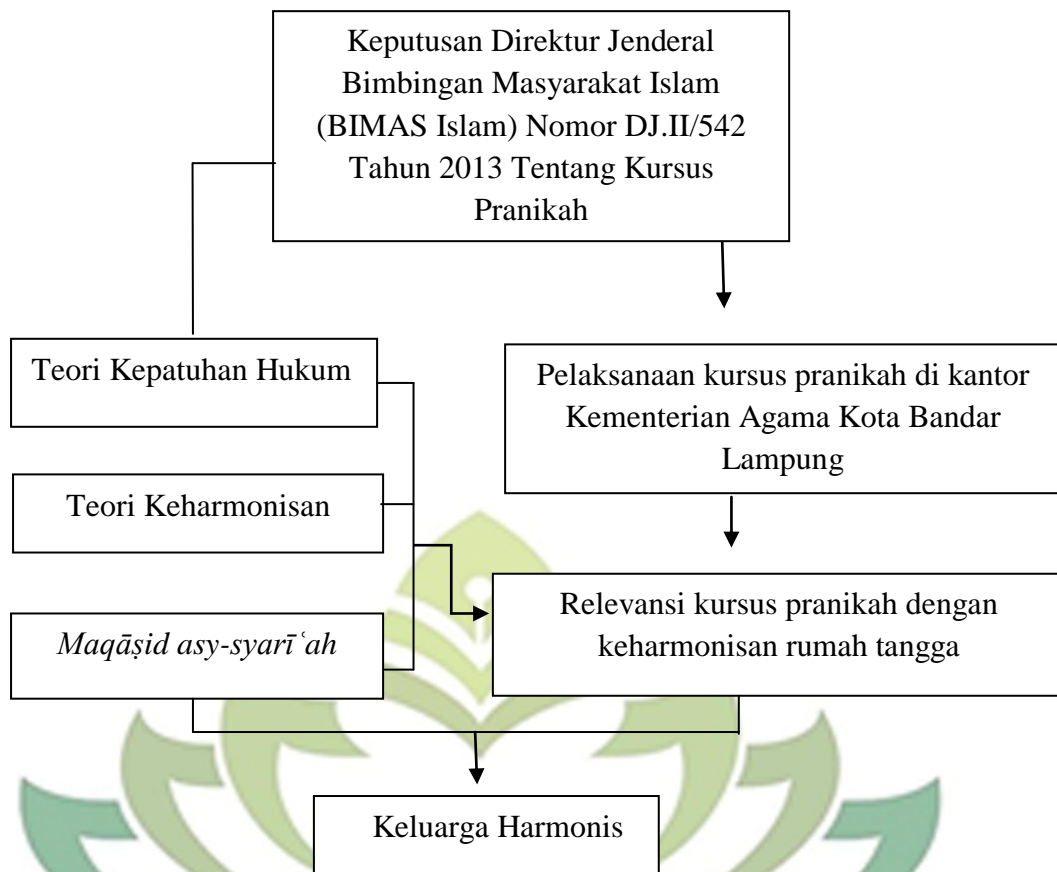 Keputusan Direktur Jenderal
Bimbingan Masyarakat Islam
(BIMAS Islam) Nomor DJ.II/542
Tahun 2013 Tentang Kursus
Pranikah
Teori Kepatuhan Hukum
Pelaksanaan kursus pranikah di kantor
Kementerian Agama Kota Bandar
Lampung
Teori Keharmonisan
Relevansi kursus pranikah dengan
keharmonisan rumah tangga
Maqāṣid asy-syarī‘ah
Keluarga Harmonis